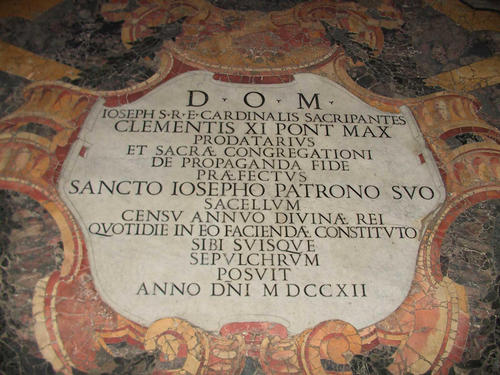 D · O · M ·
IOSEPH S·R·E·CARDINALIS SACRIPANTES
CLEMENTIS XI PONT MAX
PRODATARIVS
ET SACRÆ CONGREGATIONI
DE PROPAGANDA FIDE
PRÆFECTVS
SANCTO IOSEPHO PATRONO SVO
SACELLVM
CENSV ANNVO DIVINÆ REI
QVOTIDIE IN EO FACIENDÆ CONSTITVTO
SIBI SVISQVE
SEPVLCHRVM
POSVIT
ANNO DNI MDCCXII